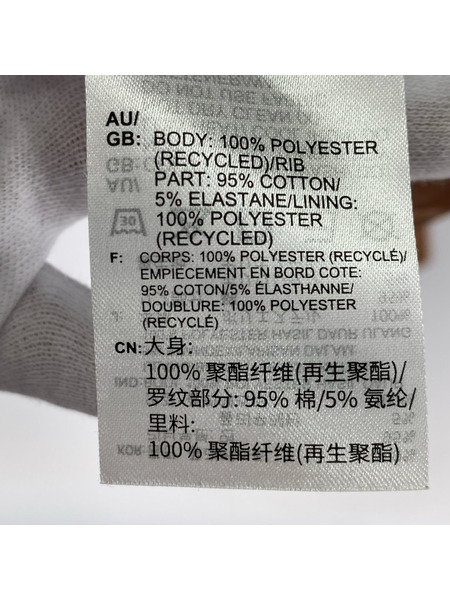 AU/
GB: BODY: 100% POLYESTER
(RECYCLED)/RIB
PART: 95% COTTON/
5% ELASTANE/LINING:
100% POLYESTER
(RECYCLED)
F: CORPS: 100% POLYESTER (RECYCLÉ)/
EMPIECEMENT EN BORD COTE:
95% COTON/5% ÉLASTHANNE/
DOUBLURE: 100% POLYESTER
(RECYCLÉ)
CN: 大身:
100% 聚酯纤维(再生聚酯)/
罗纹部分: 95% 棉/5% 氨纶/
里料:
100% 聚酯纤维(再生聚酯)